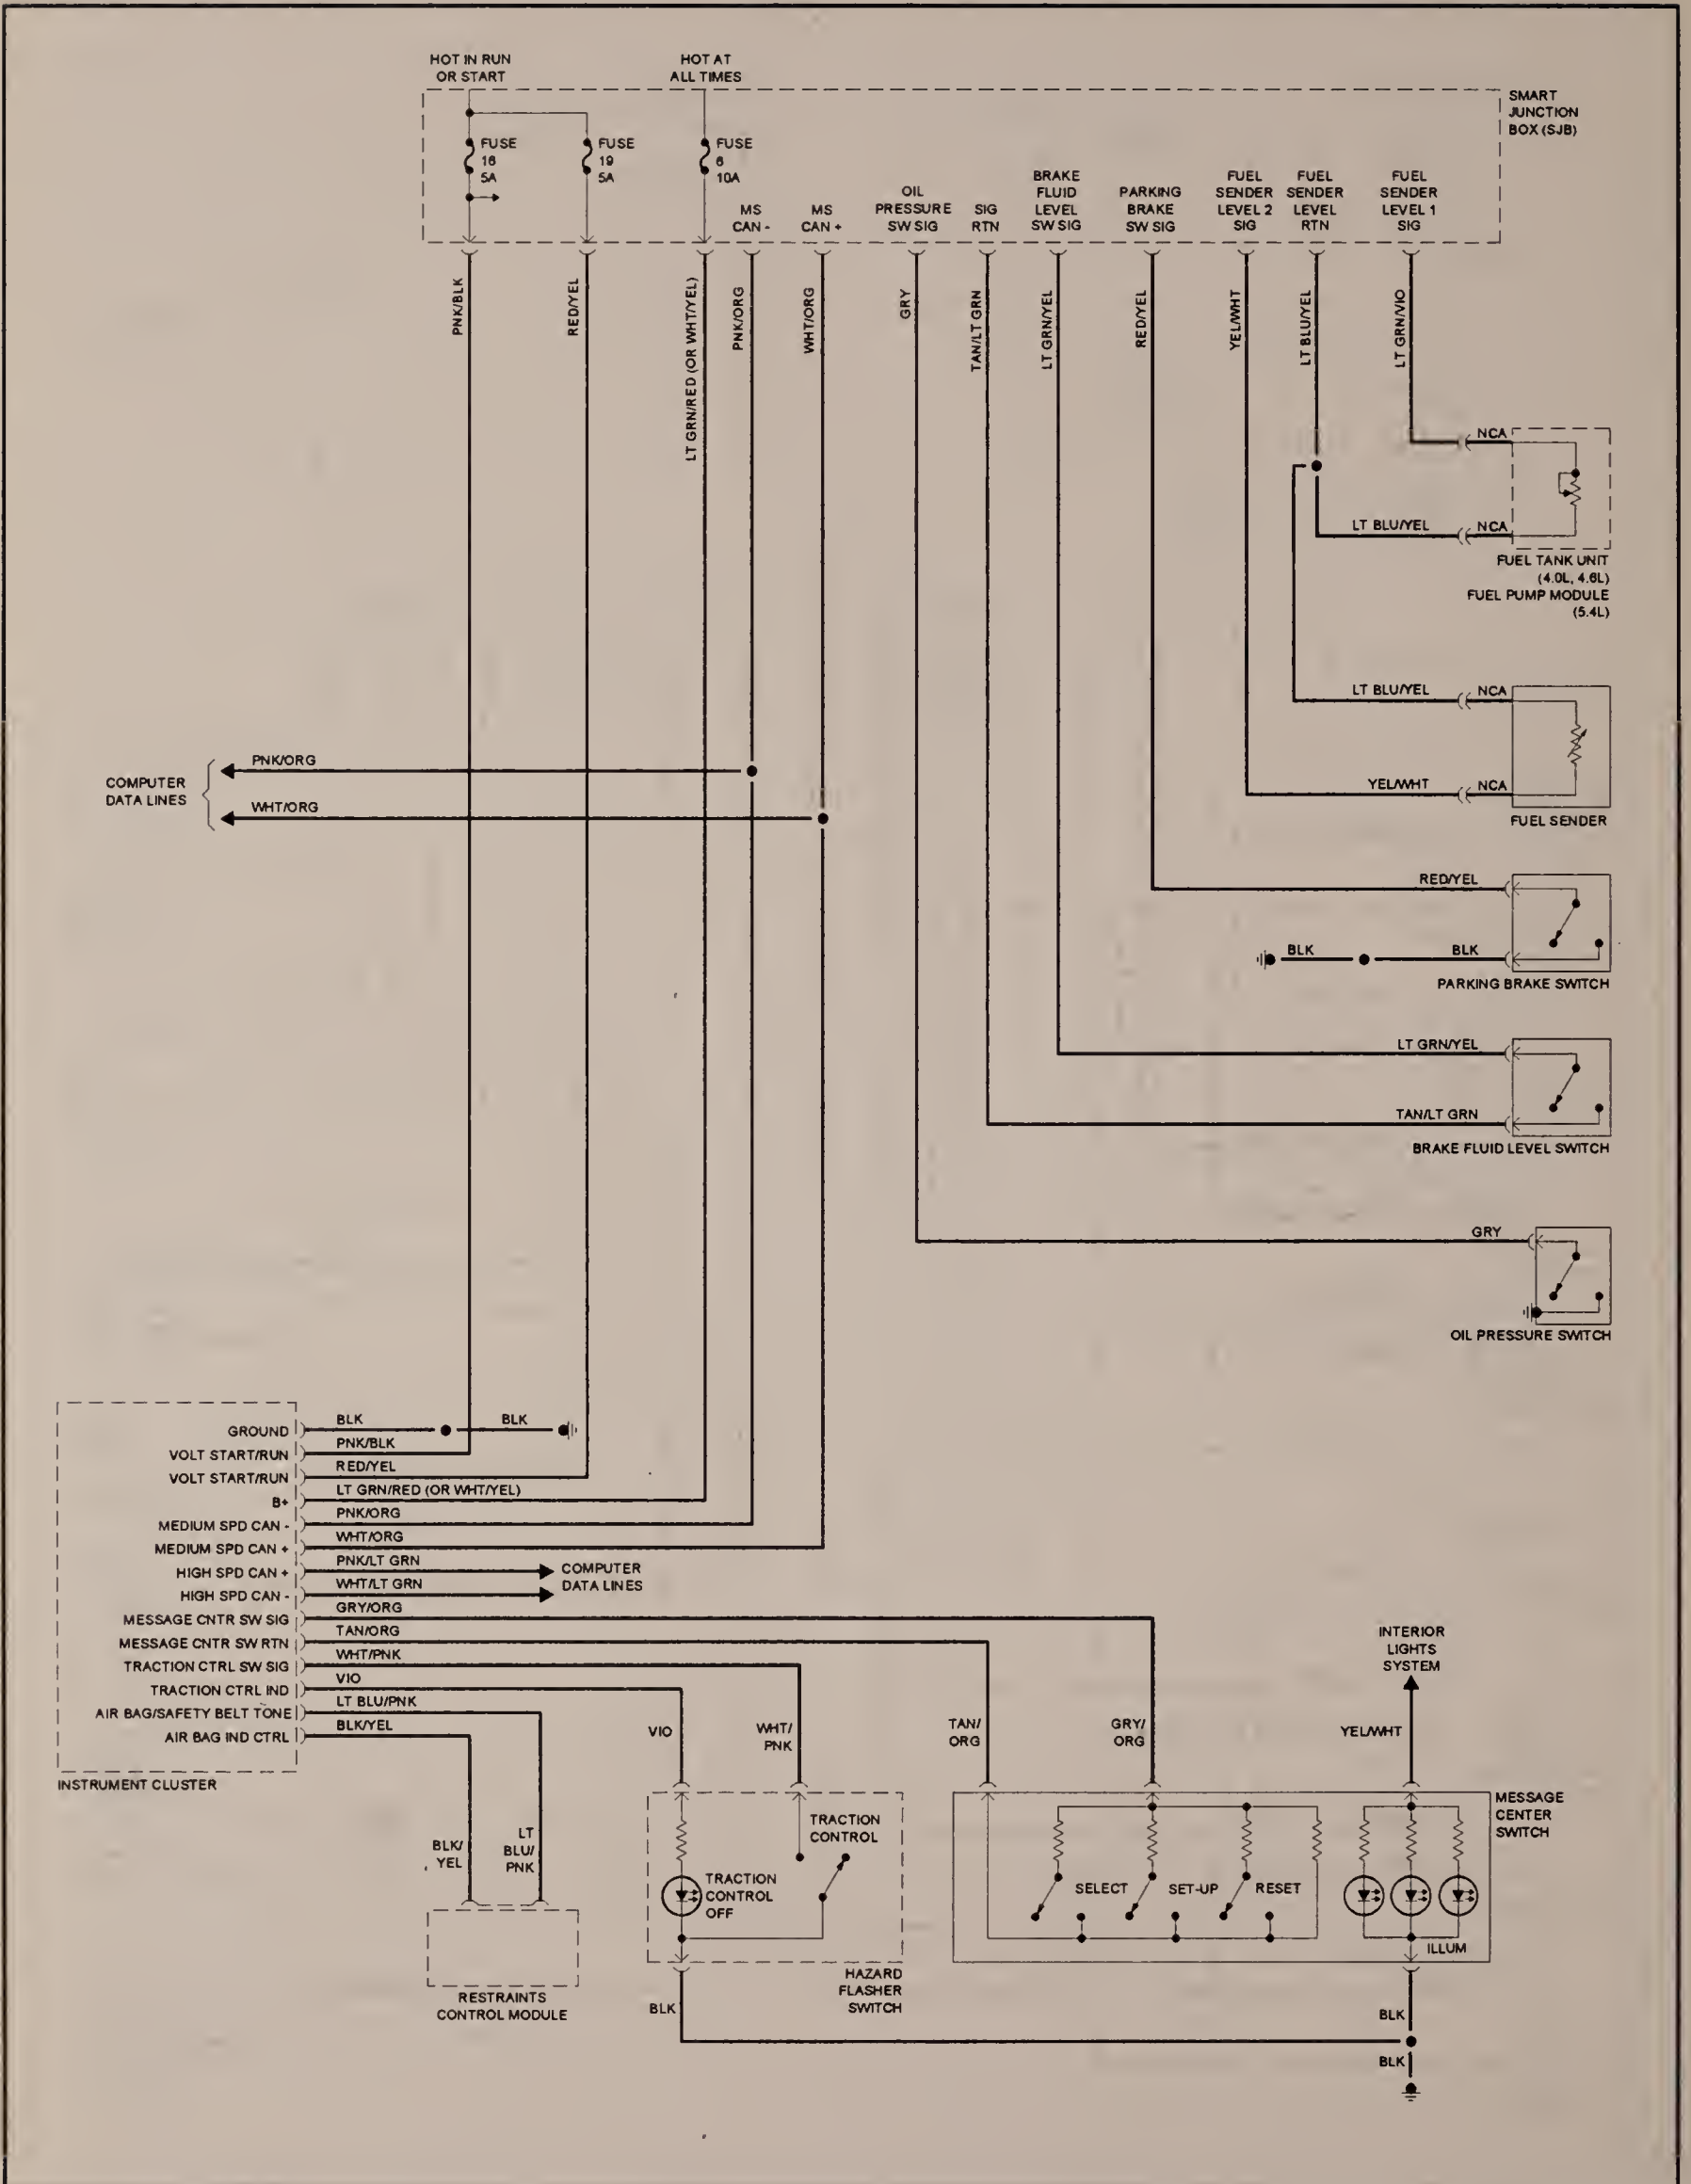 HOT IN RUN
OR START
HOT AT
ALL TIMES
SMART
JUNCTION
BOX (SJB)
FUSE
16
5A
FUSE
19
5A
FUSE
6
10A
MS
CAN -
MS
CAN +
OIL
PRESSURE
SW SIG
SIG
RTN
BRAKE
FLUID
LEVEL
SW SIG
PARKING
BRAKE
SW SIG
FUEL
SENDER
LEVEL 2
SIG
FUEL
SENDER
LEVEL
RTN
FUEL
SENDER
LEVEL 1
SIG
PNK/BLK
RED/YEL
LT GRN/RED (OR WHT/YEL)
PNK/ORG
WHT/ORG
GRY
TAN/LT GRN
LT GRN/YEL
RED/YEL
YEL/WHT
LT BLU/YEL
LT GRN/VIO
NCA
LT BLU/YEL
NCA
FUEL TANK UNIT
(4.0L, 4.6L)
FUEL PUMP MODULE
(5.4L)
LT BLU/YEL
NCA
YEL/WHT
NCA
FUEL SENDER
COMPUTER
DATA LINES
PNK/ORG
WHT/ORG
RED/YEL
BLK
BLK
PARKING BRAKE SWITCH
LT GRN/YEL
TAN/LT GRN
BRAKE FLUID LEVEL SWITCH
GRY
OIL PRESSURE SWITCH
GROUND
BLK
BLK
VOLT START/RUN
PNK/BLK
VOLT START/RUN
RED/YEL
B+
LT GRN/RED (OR WHT/YEL)
MEDIUM SPD CAN -
PNK/ORG
MEDIUM SPD CAN +
WHT/ORG
HIGH SPD CAN +
PNK/LT GRN
HIGH SPD CAN -
WHT/LT GRN
COMPUTER
DATA LINES
MESSAGE CNTR SW SIG
GRY/ORG
MESSAGE CNTR SW RTN
TAN/ORG
TRACTION CTRL SW SIG
WHT/PNK
TRACTION CTRL IND
VIO
AIR BAG/SAFETY BELT TONE
LT BLU/PNK
AIR BAG IND CTRL
BLK/YEL
INSTRUMENT CLUSTER
INTERIOR
LIGHTS
SYSTEM
VIO
WHT/
PNK
TAN/
ORG
GRY/
ORG
YEL/WHT
BLK/
YEL
LT
BLU/
PNK
RESTRAINTS
CONTROL MODULE
TRACTION
CONTROL
TRACTION
CONTROL
OFF
HAZARD
FLASHER
SWITCH
SELECT
SET-UP
RESET
ILLUM
MESSAGE
CENTER
SWITCH
BLK
BLK
BLK